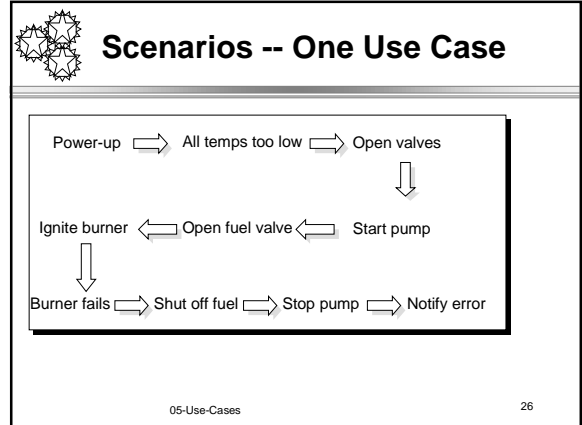 Scenarios -- One Use Case
Power-up All temps too low Open valves
Ignite burner Open fuel valve Start pump
Burner fails Shut off fuel Stop pump Notify error
05-Use-Cases 26